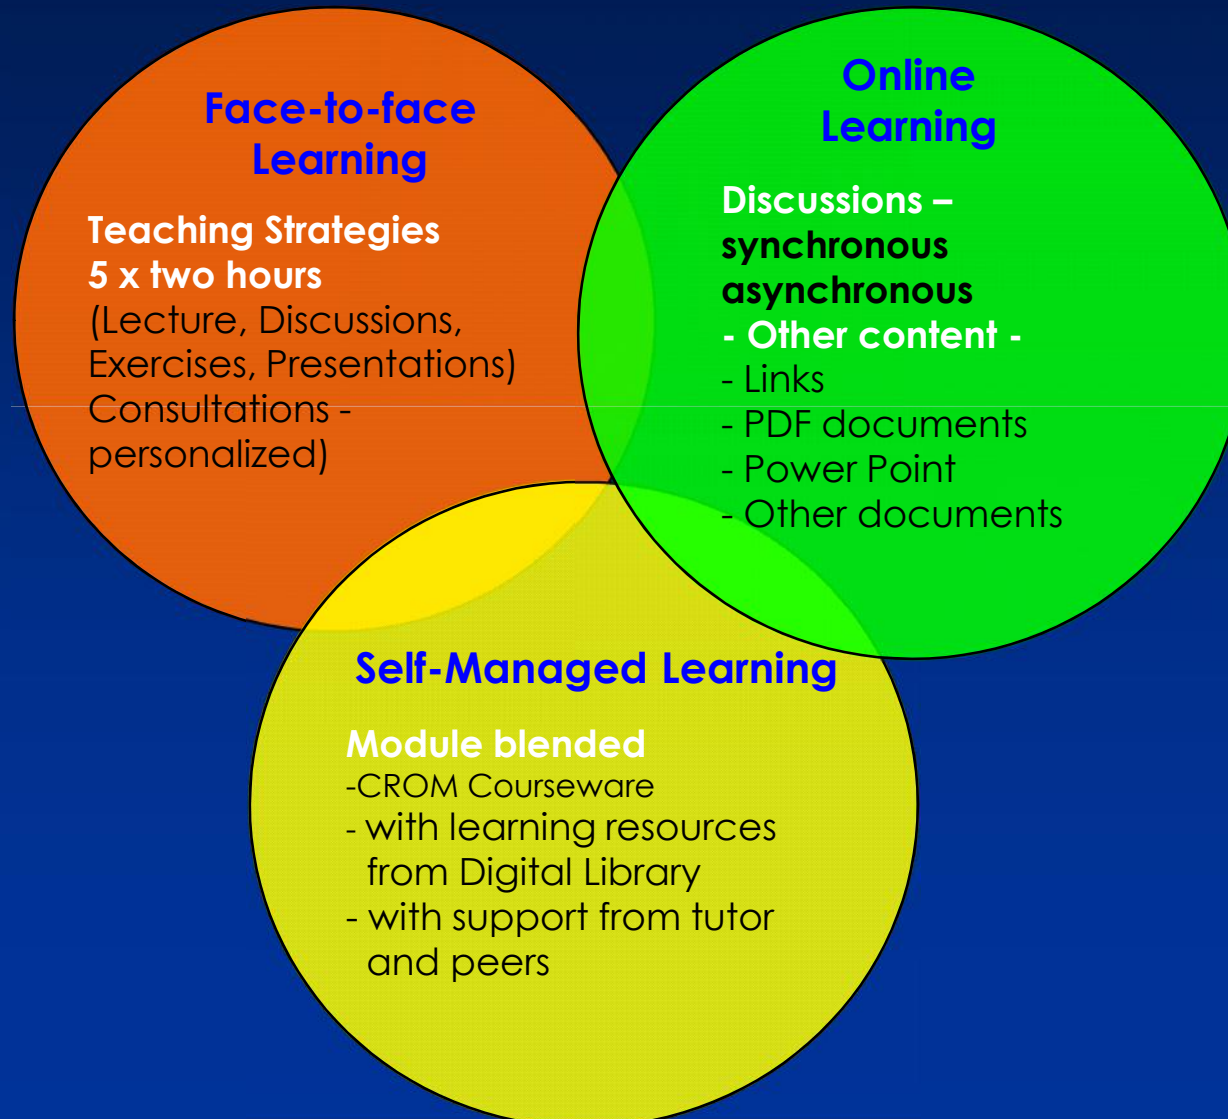 Face-to-face
Learning
Teaching Strategies
5 x two hours
(Lecture, Discussions,
Exercises, Presentations)
Consultations -
personalized)
Online
Learning
Discussions –
synchronous
asynchronous
- Other content -
- Links
- PDF documents
- Power Point
- Other documents
Self-Managed Learning
Module blended
-CROM Courseware
- with learning resources
from Digital Library
- with support from tutor
and peers